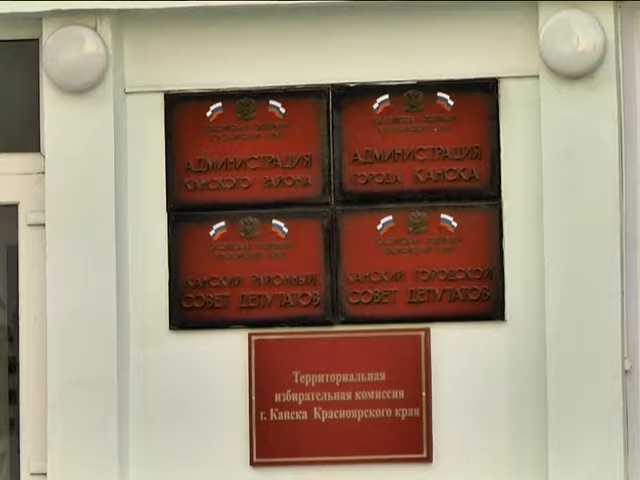 АДМИНИСТРАЦИЯ
КАНСКОГО РАЙОНА
АДМИНИСТРАЦИЯ
ГОРОДА КАНСКА
КАНСКИЙ РАЙОННЫЙ
СОВЕТ ДЕПУТАТОВ
КАНСКИЙ ГОРОДСКОЙ
СОВЕТ ДЕПУТАТОВ
Территориальная
избирательная комиссия
г. Канска Красноярского края